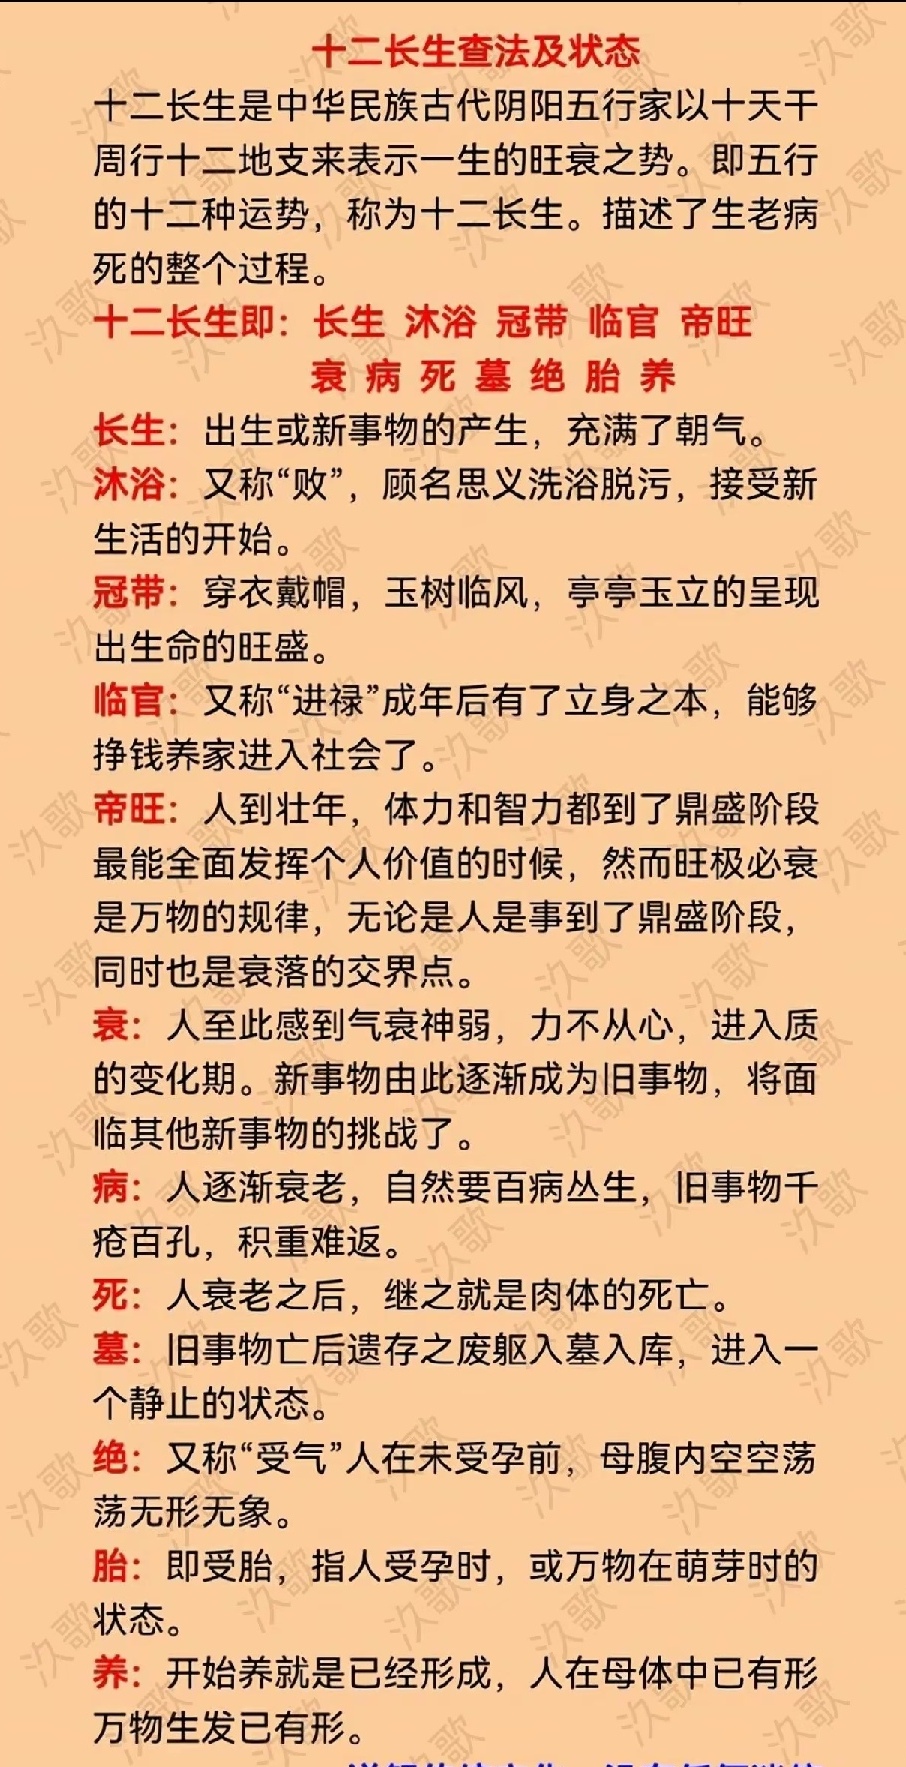 十二长生查法及状态
十二长生是中华民族古代阴阳五行家以十天干
周行十二地支来表示一生的旺衰之势。即五行
的十二种运势，称为十二长生。描述了生老病
死的整个过程。
十二长生即：长生 沐浴 冠带 临官 帝旺
衰 病 死 墓 绝 胎 养
长生：出生或新事物的产生，充满了朝气。
沐浴：又称“败”，顾名思义洗浴脱污，接受新
生活的开始。
冠带：穿衣戴帽，玉树临风，亭亭玉立的呈现
出生命的旺盛。
临官：又称“进禄”成年后有了立身之本，能够
挣钱养家进入社会了。
帝旺：人到壮年，体力和智力都到了鼎盛阶段
最能全面发挥个人价值的时候，然而旺极必衰
是万物的规律，无论是人是事到了鼎盛阶段，
同时也是衰落的交界点。
衰：人至此感到气衰神弱，力不从心，进入质
的变化期。新事物由此逐渐成为旧事物，将面
临其他新事物的挑战了。
病：人逐渐衰老，自然要百病丛生，旧事物千
疮百孔，积重难返。
死：人衰老之后，继之就是肉体的死亡。
墓：旧事物亡后遗存之废躯入墓入库，进入一
个静止的状态。
绝：又称“受气”人在未受孕前，母腹内空空荡
荡无形无象。
胎：即受胎，指人受孕时，或万物在萌芽时的
状态。
养：开始养就是已经形成，人在母体中已有形
万物生发已有形。
汣歌